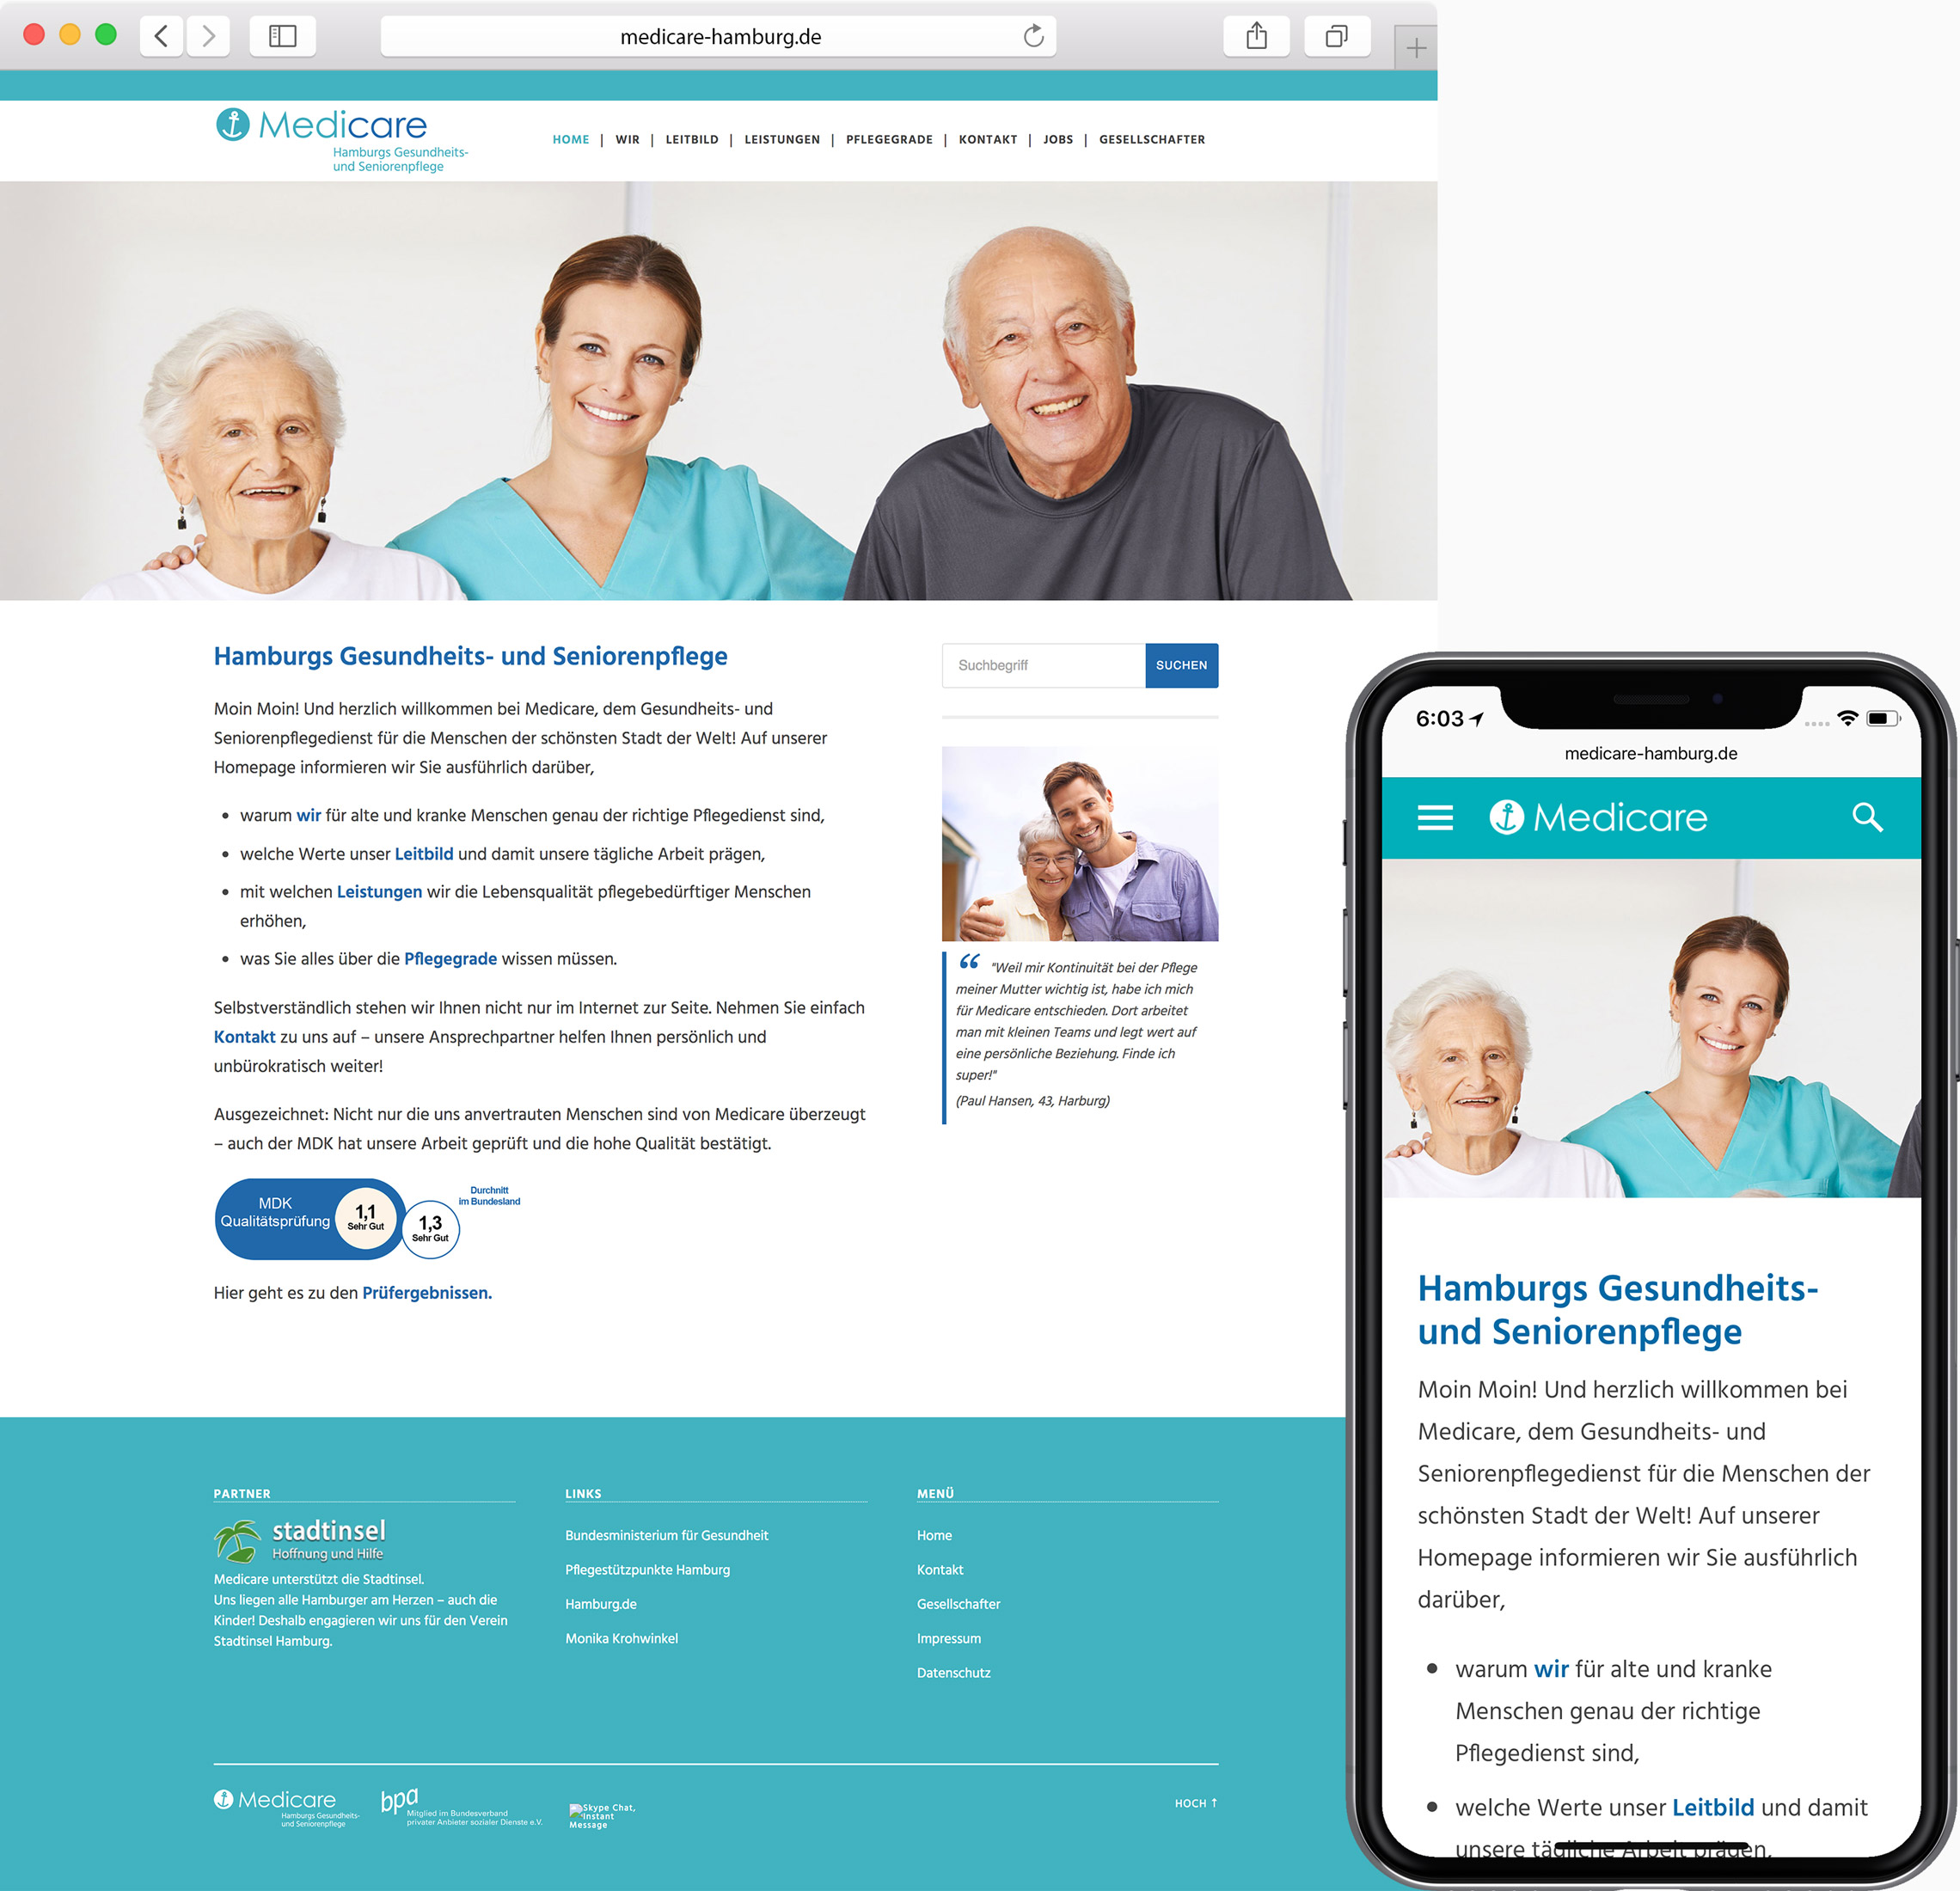 medicare-hamburg.de
Medicare
Hamburgs Gesundheits-
und Seniorenpflege
HOME | WIR | LEITBILD | LEISTUNGEN | PFLEGEGRADE | KONTAKT | JOBS | GESELLSCHAFTER
Hamburgs Gesundheits- und Seniorenpflege
Moin Moin! Und herzlich willkommen bei Medicare, dem Gesundheits- und
Seniorenpflegedienst für die Menschen der schönsten Stadt der Welt! Auf unserer
Homepage informieren wir Sie ausführlich darüber,
• warum wir für alte und kranke Menschen genau der richtige Pflegedienst sind,
• welche Werte unser Leitbild und damit unsere tägliche Arbeit prägen,
• mit welchen Leistungen wir die Lebensqualität pflegebedürftiger Menschen
erhöhen,
• was Sie alles über die Pflegegrade wissen müssen.
Selbstverständlich stehen wir Ihnen nicht nur im Internet zur Seite. Nehmen Sie einfach
Kontakt zu uns auf – unsere Ansprechpartner helfen Ihnen persönlich und
unbürokratisch weiter!
Ausgezeichnet: Nicht nur die uns anvertrauten Menschen sind von Medicare überzeugt
– auch der MDK hat unsere Arbeit geprüft und die hohe Qualität bestätigt.
MDK
Qualitätsprüfung
1,1
Sehr Gut
1,3
Sehr Gut
Durchnitt
im Bundesland
Hier geht es zu den Prüfergebnissen.
Suchbegriff
SUCHEN
“ "Weil mir Kontinuität bei der Pflege
meiner Mutter wichtig ist, habe ich mich
für Medicare entschieden. Dort arbeitet
man mit kleinen Teams und legt wert auf
eine persönliche Beziehung. Finde ich
super!"
(Paul Hansen, 43, Harburg)
PARTNER
stadtinsel
Hoffnung und Hilfe
Medicare unterstützt die Stadtinsel.
Uns liegen alle Hamburger am Herzen – auch die
Kinder! Deshalb engagieren wir uns für den Verein
Stadtinsel Hamburg.
LINKS
Bundesministerium für Gesundheit
Pflegestützpunkte Hamburg
Hamburg.de
Monika Krohwinkel
MENÜ
Home
Kontakt
Gesellschafter
Impressum
Datenschutz
Medicare
Hamburgs Gesundheits-
und Seniorenpflege
bpa
Mitglied im Bundesverband
privater Anbieter sozialer Dienste e.V.
Skype Chat,
Instant
Message
HOCH ↑
6:03
medicare-hamburg.de
Medicare
Hamburgs Gesundheits-
und Seniorenpflege
Moin Moin! Und herzlich willkommen bei
Medicare, dem Gesundheits- und
Seniorenpflegedienst für die Menschen der
schönsten Stadt der Welt! Auf unserer
Homepage informieren wir Sie ausführlich
darüber,
• warum wir für alte und kranke
Menschen genau der richtige
Pflegedienst sind,
• welche Werte unser Leitbild und damit
unsere tägliche Arbeit prägen,